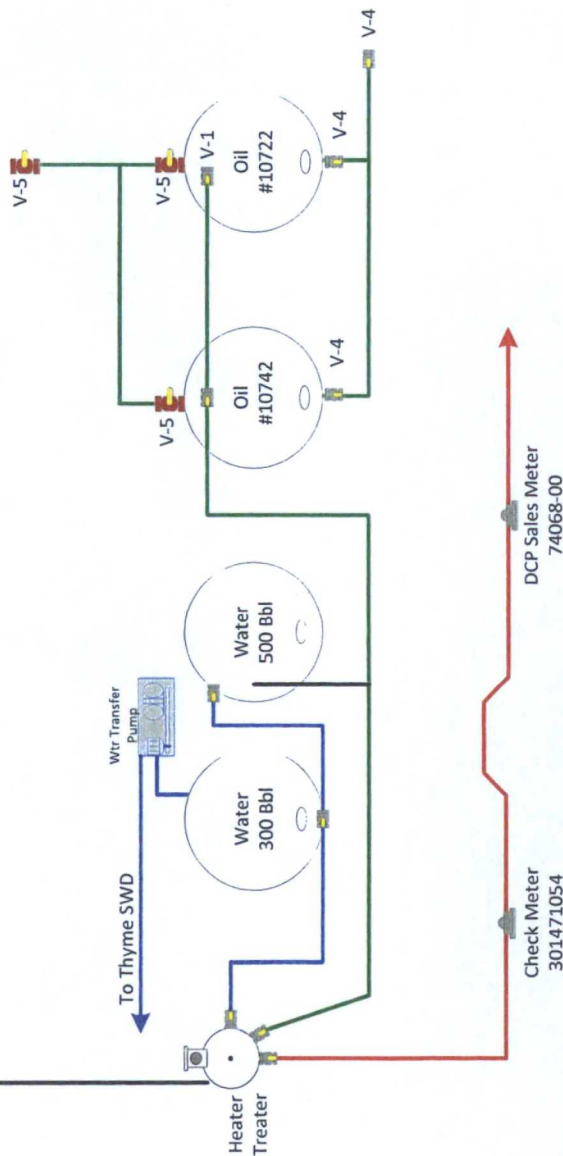 V-5
V-5
V-1
V-4
Oil
#10722
V-4
V-5
Oil
#10742
V-4
Wtr Transfer
Pump
Water
500 Bbl
Water
300 Bbl
To Thyme SWD
Heater
Treater
DCP Sales Meter
74068-00
Check Meter
301471054